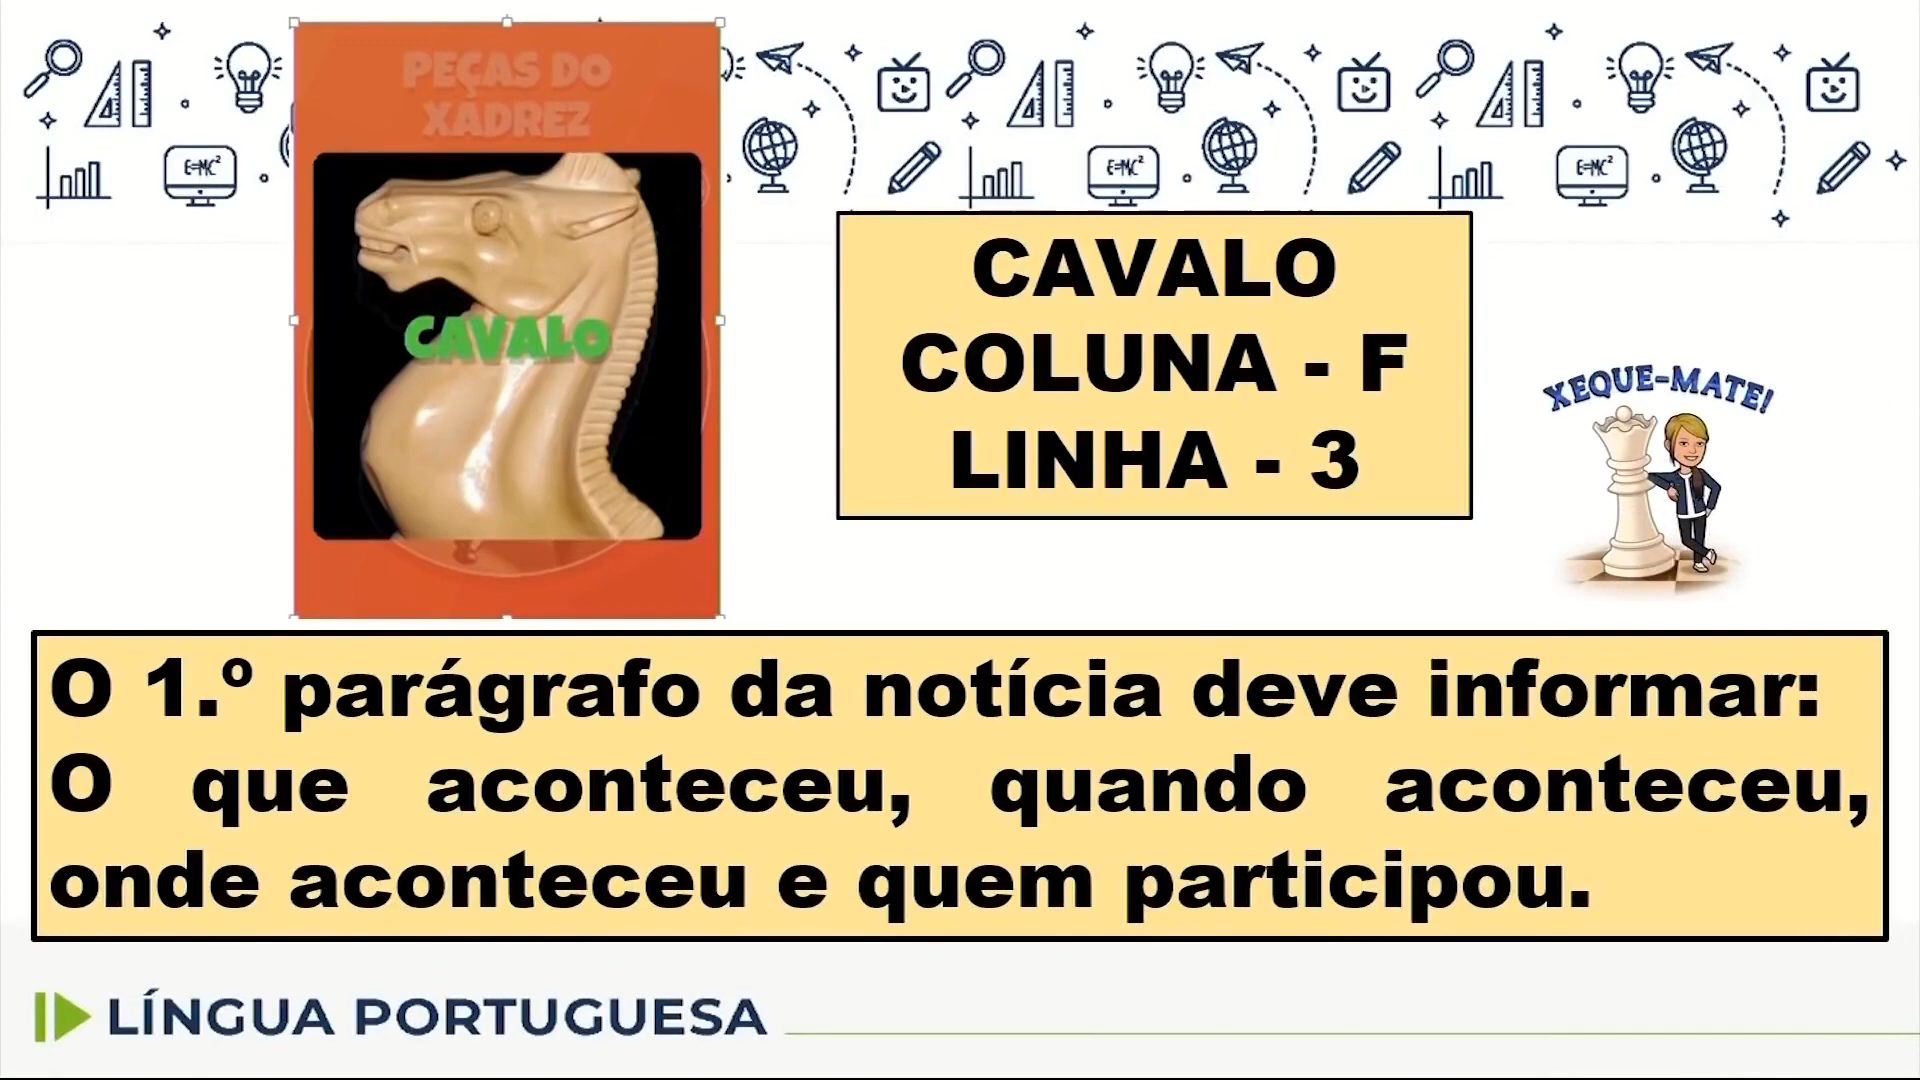 PEÇAS DO
XADREZ
CAVALO
CAVALO
COLUNA - F
LINHA - 3
XEQUE-MATE!
O 1.º parágrafo da notícia deve informar:
O que aconteceu, quando aconteceu,
onde aconteceu e quem participou.
LÍNGUA PORTUGUESA
E=MC²
E=MC²
E=MC²